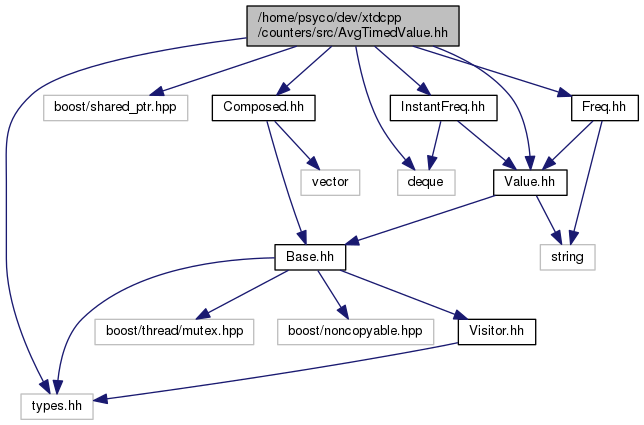 /home/psyco/dev/xtdcpp
/counters/src/AvgTimedValue.hh
boost/shared_ptr.hpp
Composed.hh
InstantFreq.hh
Freq.hh
vector
deque
Value.hh
Base.hh
string
boost/thread/mutex.hpp
boost/noncopyable.hpp
Visitor.hh
types.hh